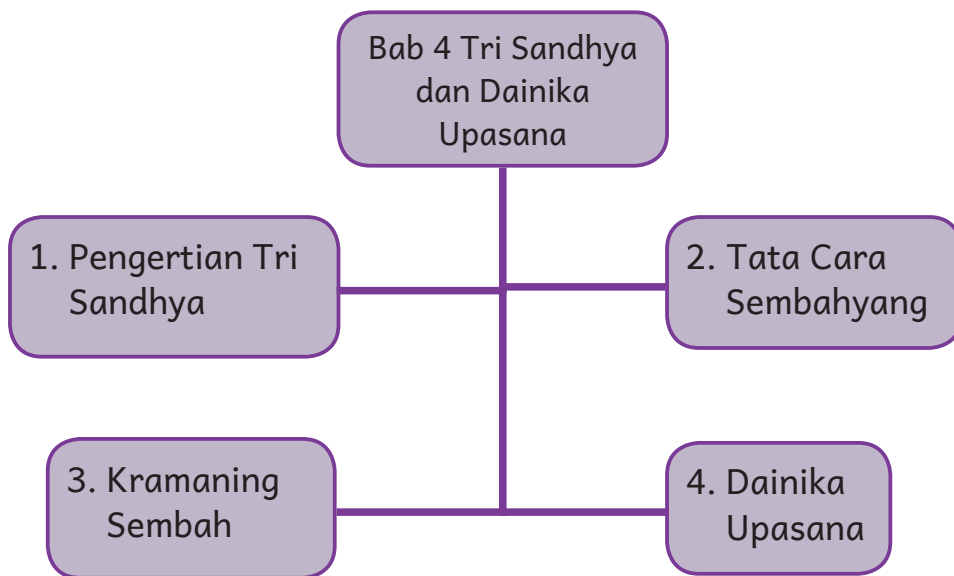 Bab 4 Tri Sandhya
dan Dainika
Upasana
1. Pengertian Tri
Sandhya
2. Tata Cara
Sembahyang
3. Kramaning
Sembah
4. Dainika
Upasana